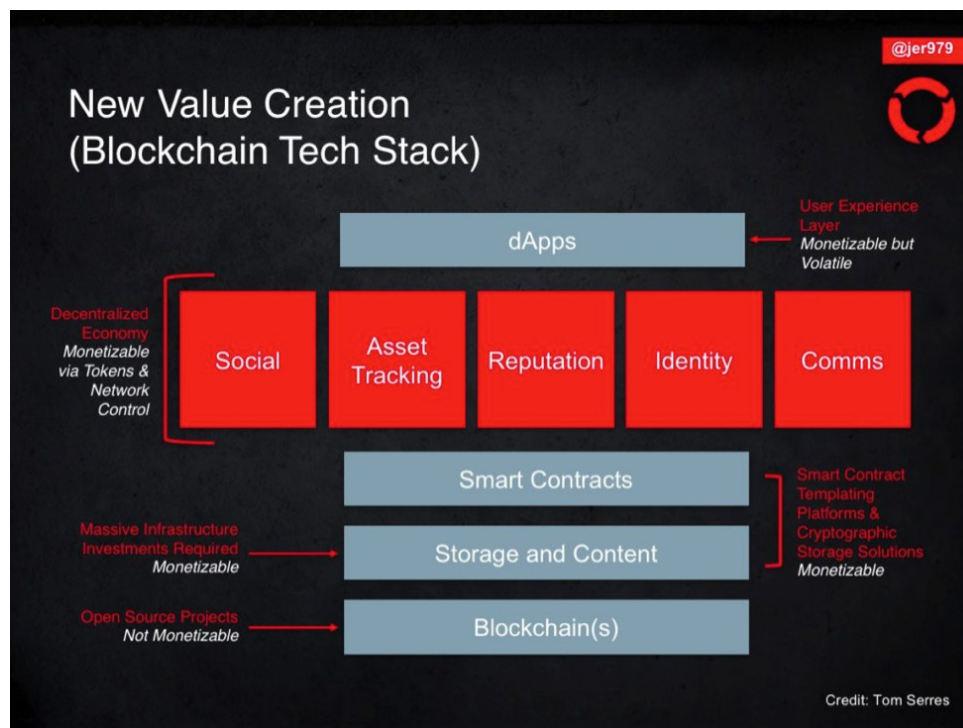 @jer979
New Value Creation
(Blockchain Tech Stack)
dApps
User Experience
Layer
Monetizable but
Volatile
Decentralized
Economy
Monetizable
via Tokens &
Network
Control
Social
Asset
Tracking
Reputation
Identity
Comms
Smart Contracts
Smart Contract
Templating
Platforms &
Cryptographic
Storage Solutions
Monetizable
Massive Infrastructure
Investments Required
Monetizable
Storage and Content
Open Source Projects
Not Monetizable
Blockchain(s)
Credit: Tom Serres